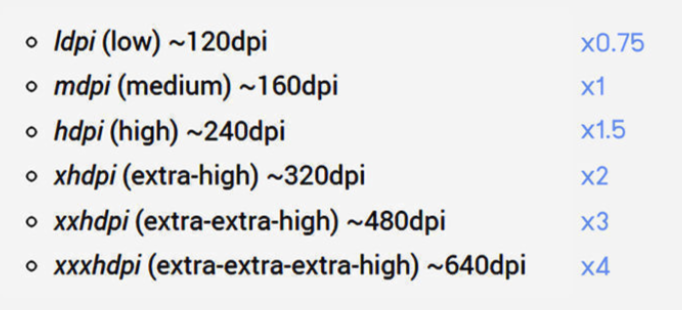 ldpi (low) ~120dpi x0.75
mdpi (medium) ~160dpi x1
hdpi (high) ~240dpi x1.5
xhdpi (extra-high) ~320dpi x2
xxhdpi (extra-extra-high) ~480dpi x3
xxxhdpi (extra-extra-extra-high) ~640dpi x4